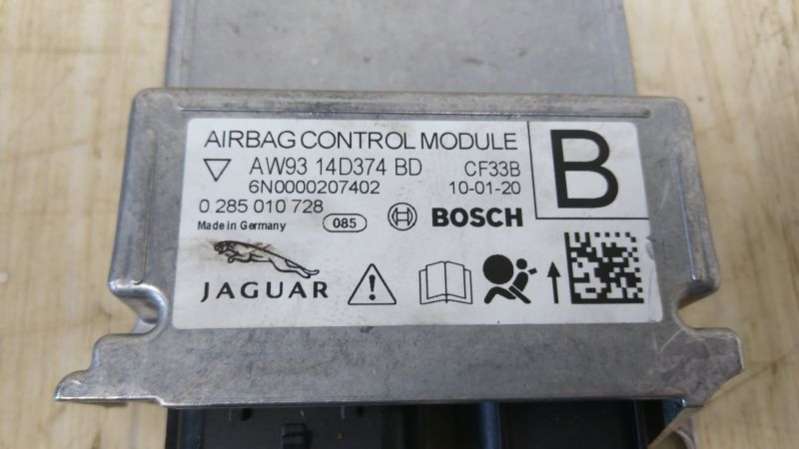 AIRBAG CONTROL MODULE
AW93 14D374 BD CF33B
6N0000207402 10-01-20
0 285 010 728
Made in Germany 085 BOSCH
B
JAGUAR